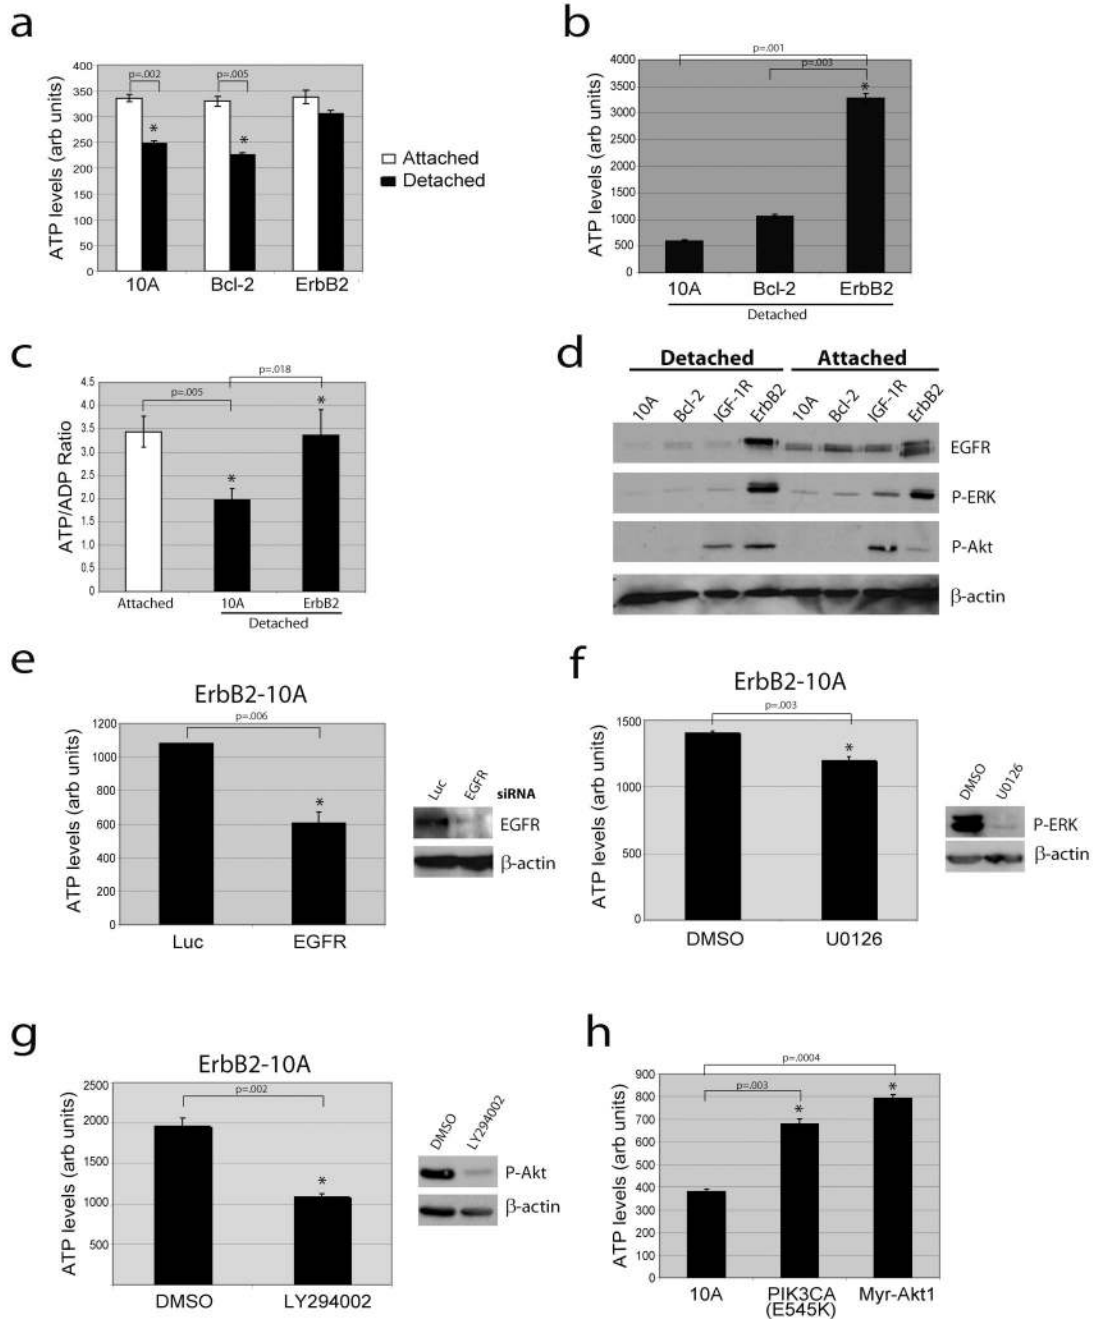 a
p=.002
p=.005
400
350
300
250
200
150
100
50
0
ATP levels (arb units)
*
*
10A
Bcl-2
ErbB2
Attached
Detached
b
p=.001
p=.003
4000
3500
3000
2500
2000
1500
1000
500
0
ATP levels (arb units)
*
10A
Bcl-2
ErbB2
Detached
c
p=.018
p=.005
4.5
4.0
3.5
3.0
2.5
2.0
1.5
1.0
0.5
0
ATP/ADP Ratio
*
*
Attached
10A
ErbB2
Detached
d
Detached Attached
10A Bcl-2 IGF-1R ErbB2 10A Bcl-2 IGF-1R ErbB2
EGFR
P-ERK
P-Akt
β-actin
e
ErbB2-10A
p=.006
1200
1000
800
600
400
200
0
ATP levels (arb units)
*
Luc
EGFR
Luc EGFR siRNA
EGFR
β-actin
f
ErbB2-10A
p=.003
1500
1000
500
0
ATP levels (arb units)
*
DMSO
U0126
DMSO U0126
P-ERK
β-actin
g
ErbB2-10A
p=.002
2500
2000
1500
1000
500
ATP levels (arb units)
*
DMSO
LY294002
DMSO LY294002
P-Akt
β-actin
h
p=.0004
p=.003
900
800
700
600
500
400
300
200
100
0
ATP levels (arb units)
*
*
10A
PIK3CA
(E545K)
Myr-Akt1